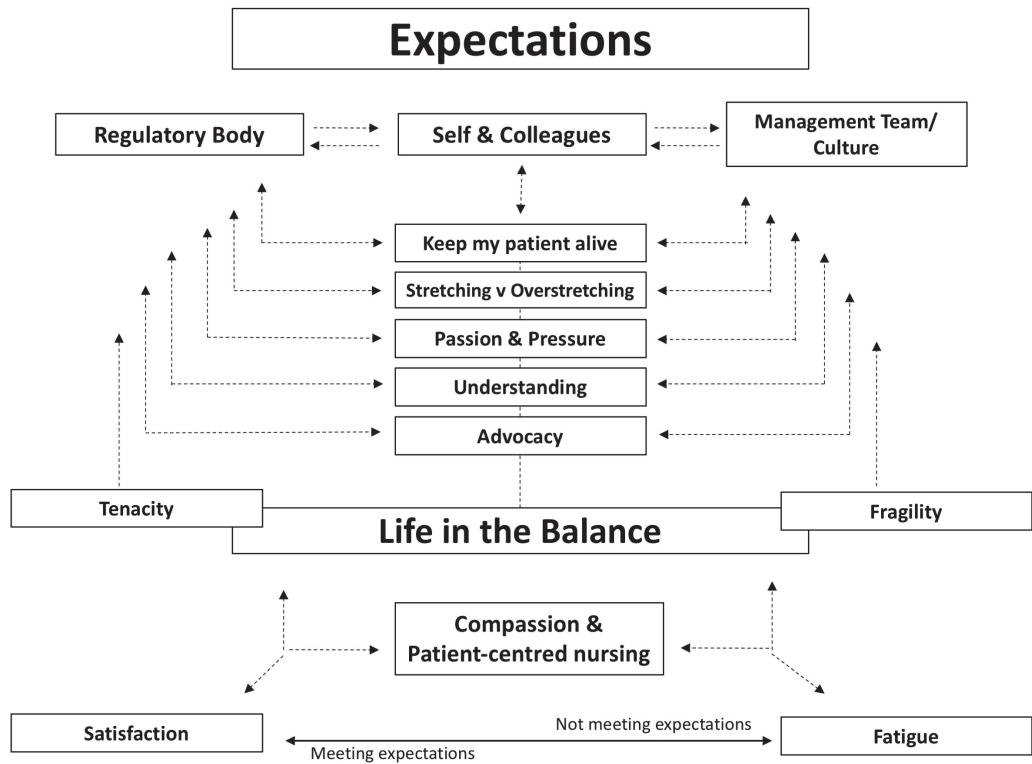 Expectations
Regulatory Body
Self & Colleagues
Management Team/
Culture
Keep my patient alive
Stretching v Overstretching
Passion & Pressure
Understanding
Advocacy
Tenacity
Fragility
Life in the Balance
Compassion &
Patient-centred nursing
Satisfaction
Not meeting expectations
Meeting expectations
Fatigue